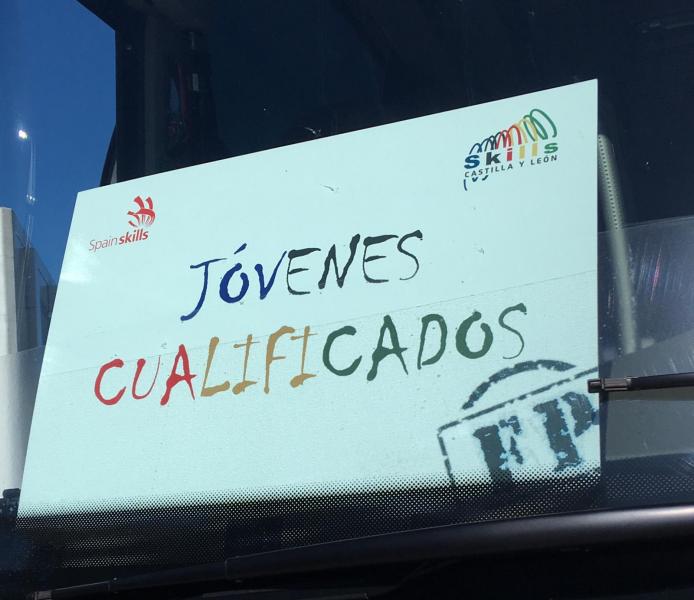 Spainskills
skills
CASTILLA Y LEÓN
JÓVENES
CUALIFICADOS
FP